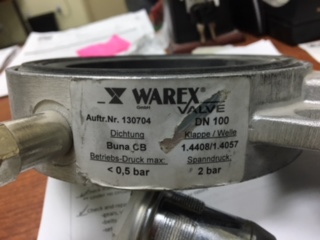 WAREX
VALVE
Auftr.Nr. 130704 DN 100
Dichtung Klappe / Welle
Buna CB 1.4408/1.4057
Betriebs-Druck max: Spanndruck:
< 0,5 bar 2 bar